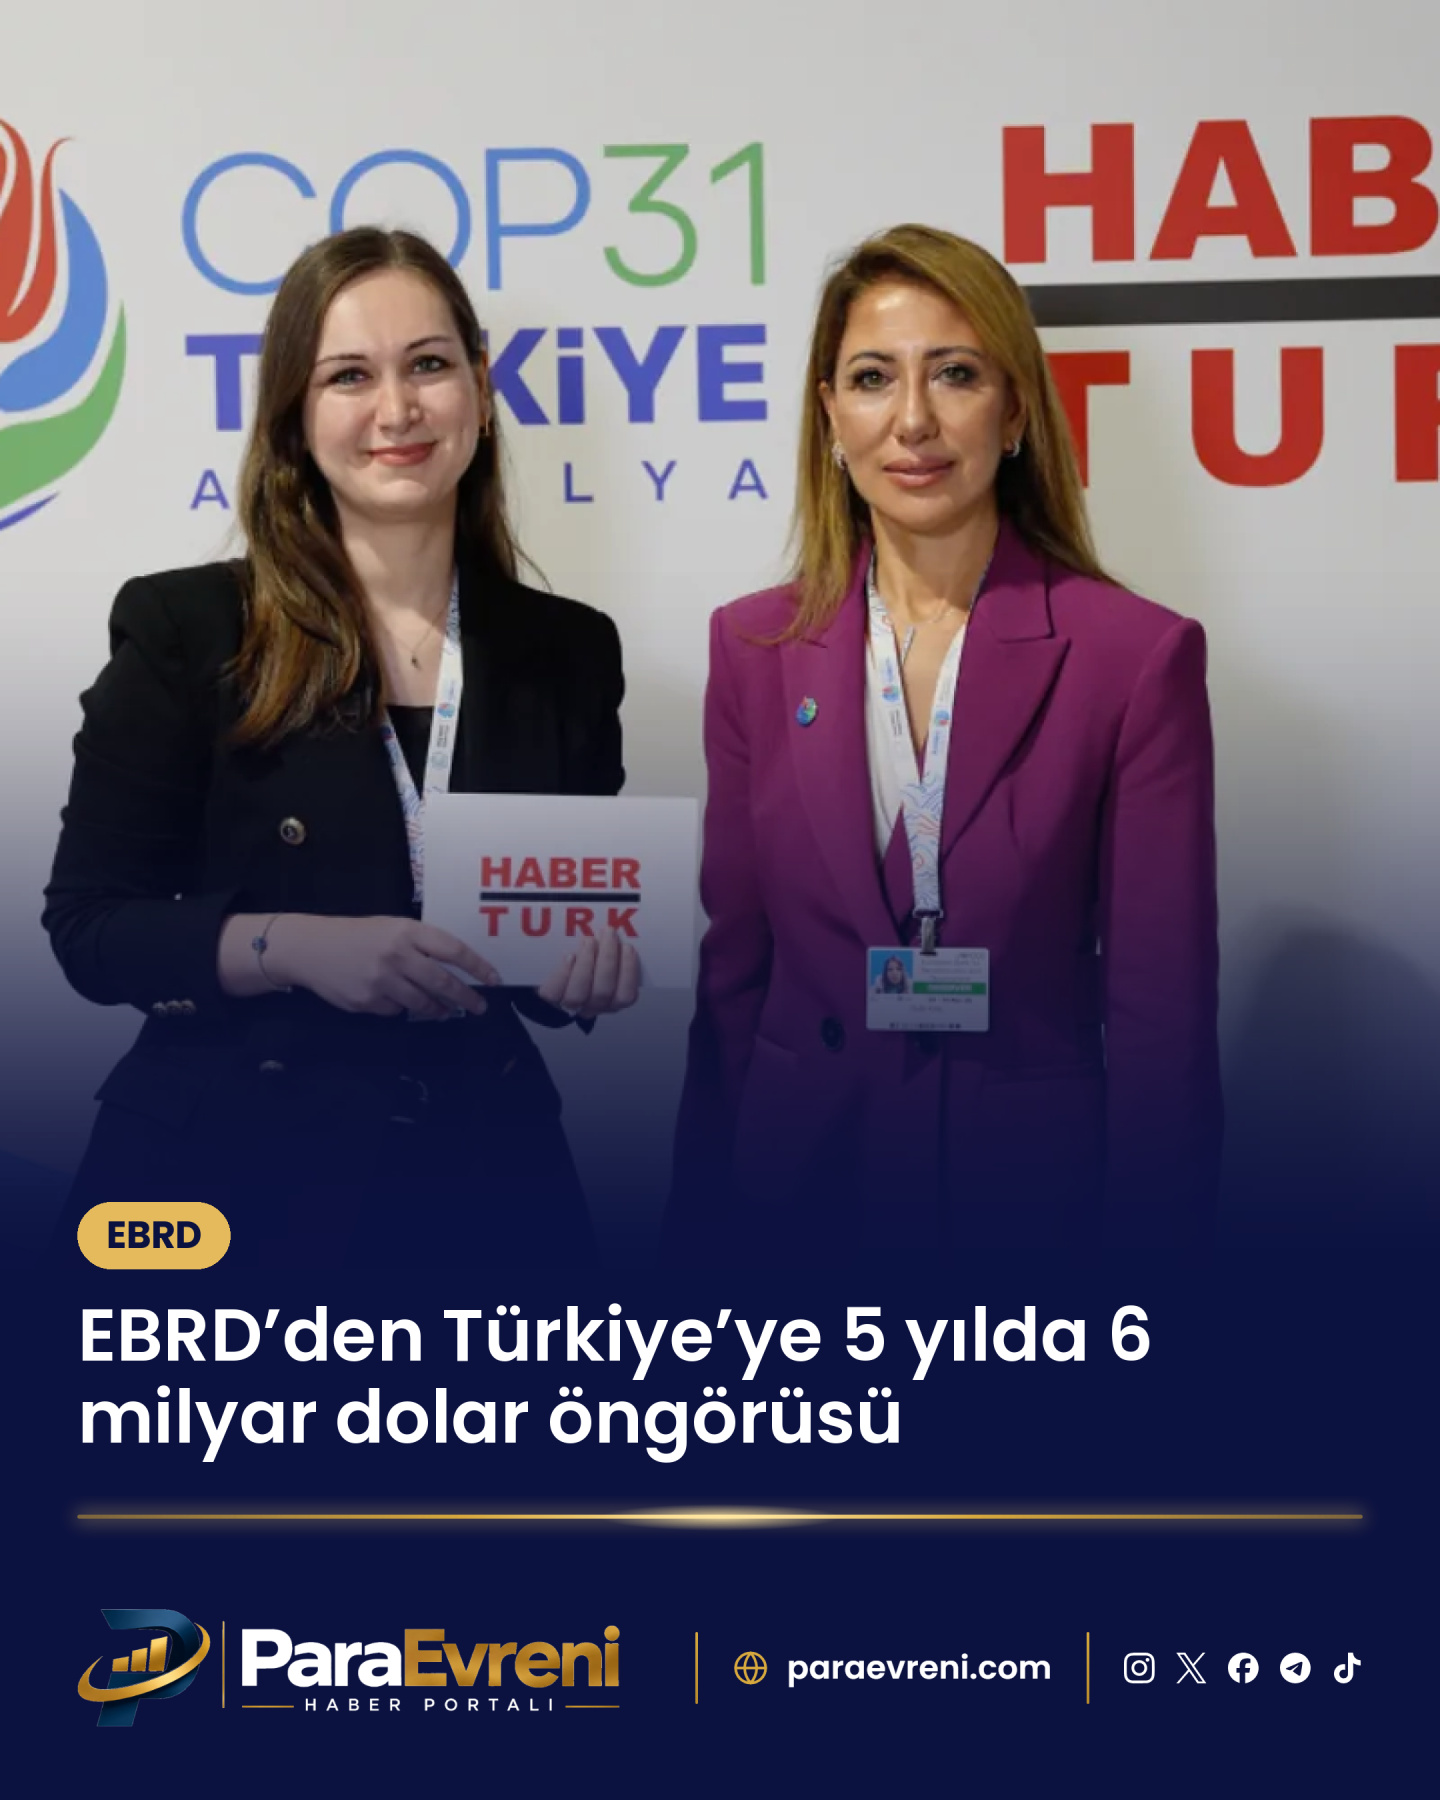 COP31
HAB
KiYE
TUR
LYA
HABER
TURK
EBRD
EBRD’den Türkiye’ye 5 yılda 6
milyar dolar öngörüsü
ParaEvreni
HABER PORTALI
paraevreni.com